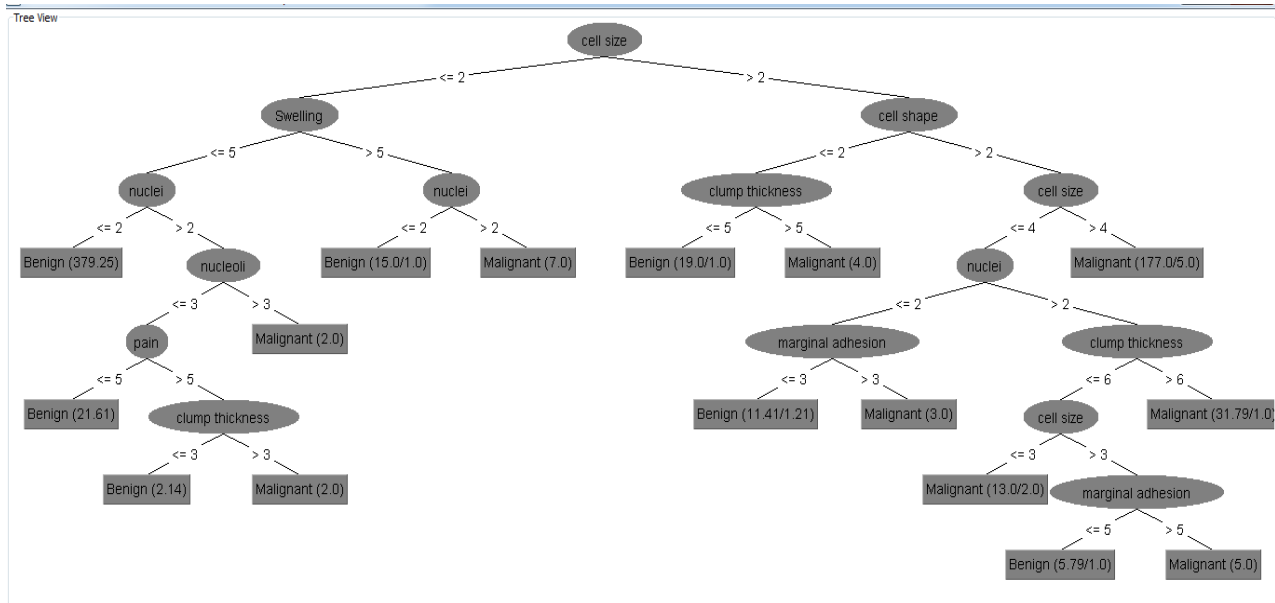 Tree View
cell size
<= 2
> 2
Swelling
cell shape
<= 5
> 5
<= 2
> 2
nuclei
nuclei
clump thickness
cell size
<= 2
> 2
<= 2
> 2
<= 5
> 5
<= 4
> 4
Benign (379.25)
nucleoli
Benign (15.0/1.0)
Malignant (7.0)
Benign (19.0/1.0)
Malignant (4.0)
nuclei
Malignant (177.0/5.0)
<= 3
> 3
<= 2
> 2
pain
Malignant (2.0)
marginal adhesion
clump thickness
<= 5
> 5
<= 3
> 3
<= 6
> 6
Benign (21.61)
clump thickness
Benign (11.41/1.21)
Malignant (3.0)
cell size
Malignant (31.79/1.0)
<= 3
> 3
<= 3
> 3
Benign (2.14)
Malignant (2.0)
Malignant (13.0/2.0)
marginal adhesion
<= 5
> 5
Benign (5.79/1.0)
Malignant (5.0)